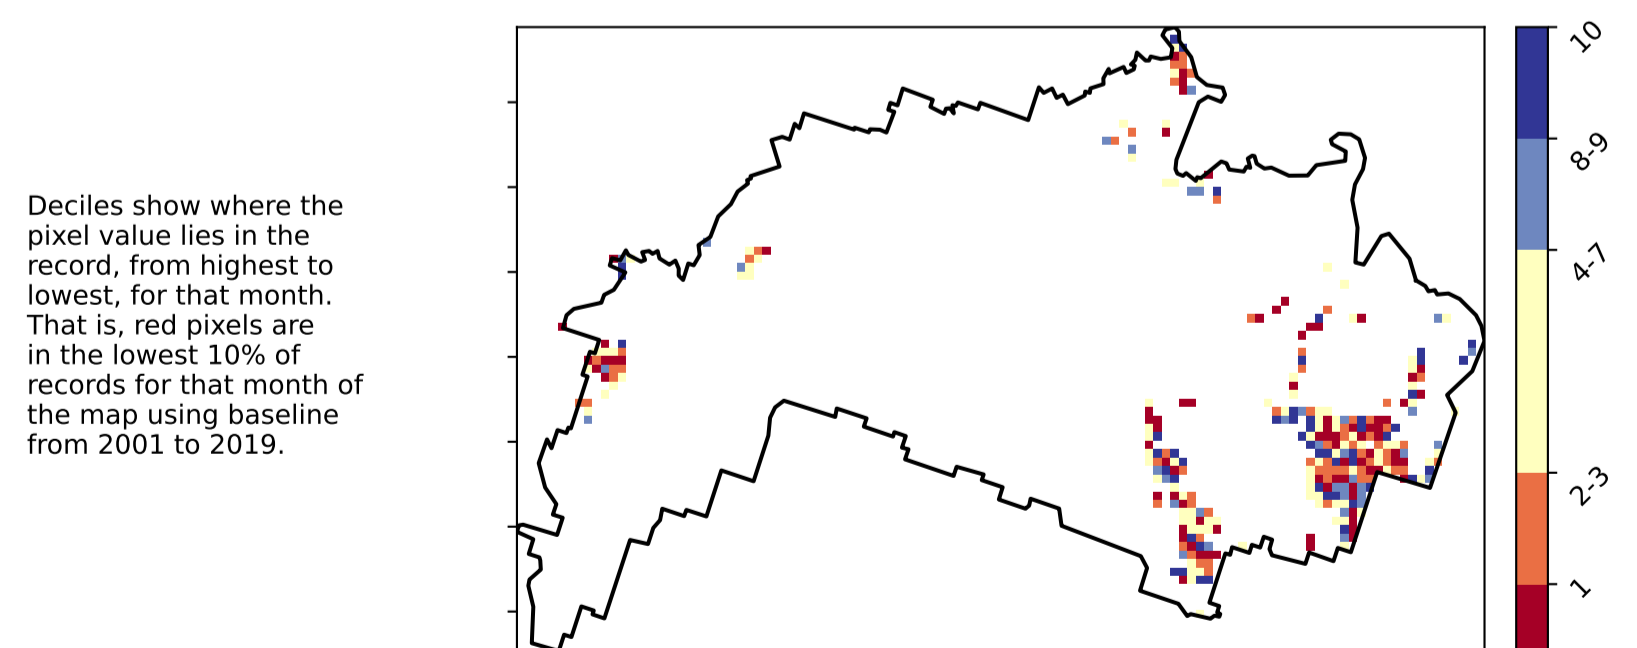 Deciles show where the
pixel value lies in the
record, from highest to
lowest, for that month.
That is, red pixels are
in the lowest 10% of
records for that month of
the map using baseline
from 2001 to 2019.
10
8-9
4-7
2-3
1